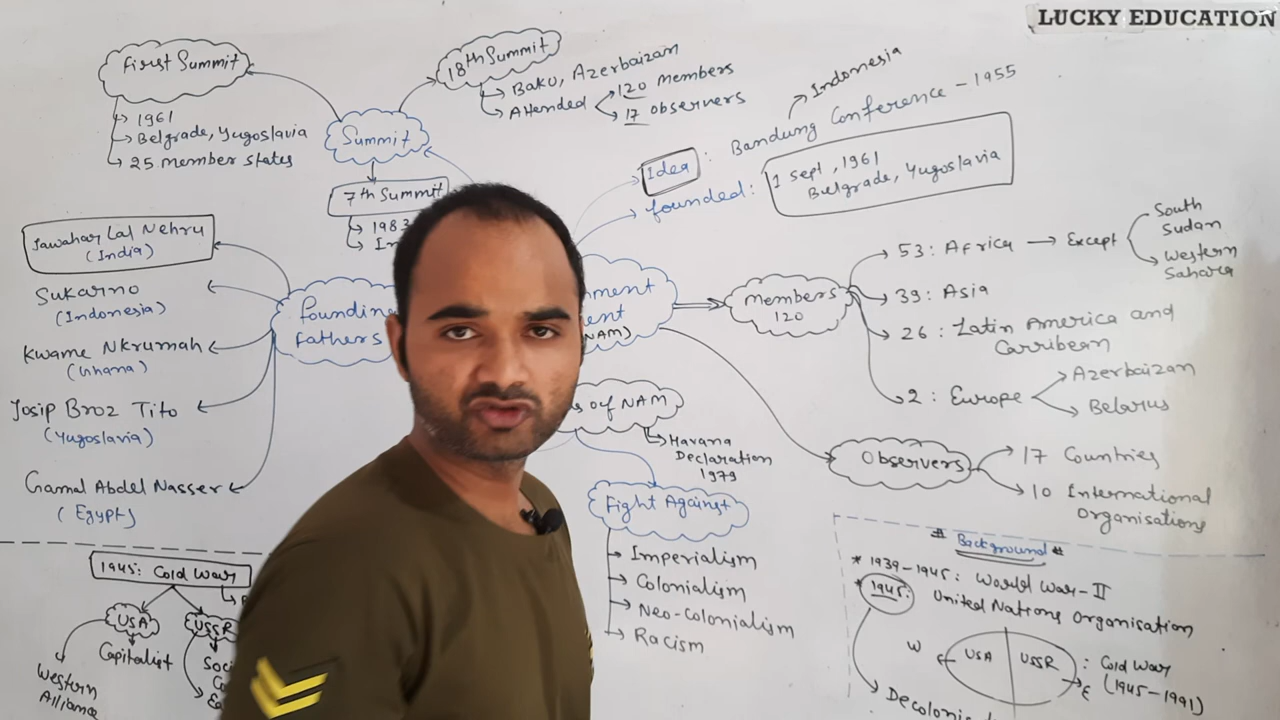 LUCKY EDUCATION
First Summit
1961
Belgrade, Yugoslavia
25 member states
18th Summit
Baku, Azerbaizan
Attended
120 members
17 observers
Summit
7th Summit
1983
Indonesia
Idea : Bandung Conference - 1955
founded : 1 sept, 1961
Belgrade, Yugoslavia
Jawahar Lal Nehru
(India)
Sukarno
(Indonesia)
Kwame Nkrumah
(Ghana)
Josip Broz Tito
(Yugoslavia)
Gamal Abdel Nasser
(Egypt)
Fathers
(NAM)
Members
120
53 : Africa
Except
South
Sudan
Western
Sahara
39 : Asia
26 : Latin America and
Carribean
2 : Europe
Azerbaizan
Belarus
Observers
17 Countries
10 International
Organisations
of NAM
Havana
Declaration
1979
Fight Against
Imperialism
Colonialism
Neo-Colonialism
Racism
1945: Cold War
USA
Capitalist
Western
Alliance
USSR
# Background #
* 1939-1945: World War-II
* 1945: United Nations Organisation
W
USA
USSR
E
: Cold War
(1945-1991)